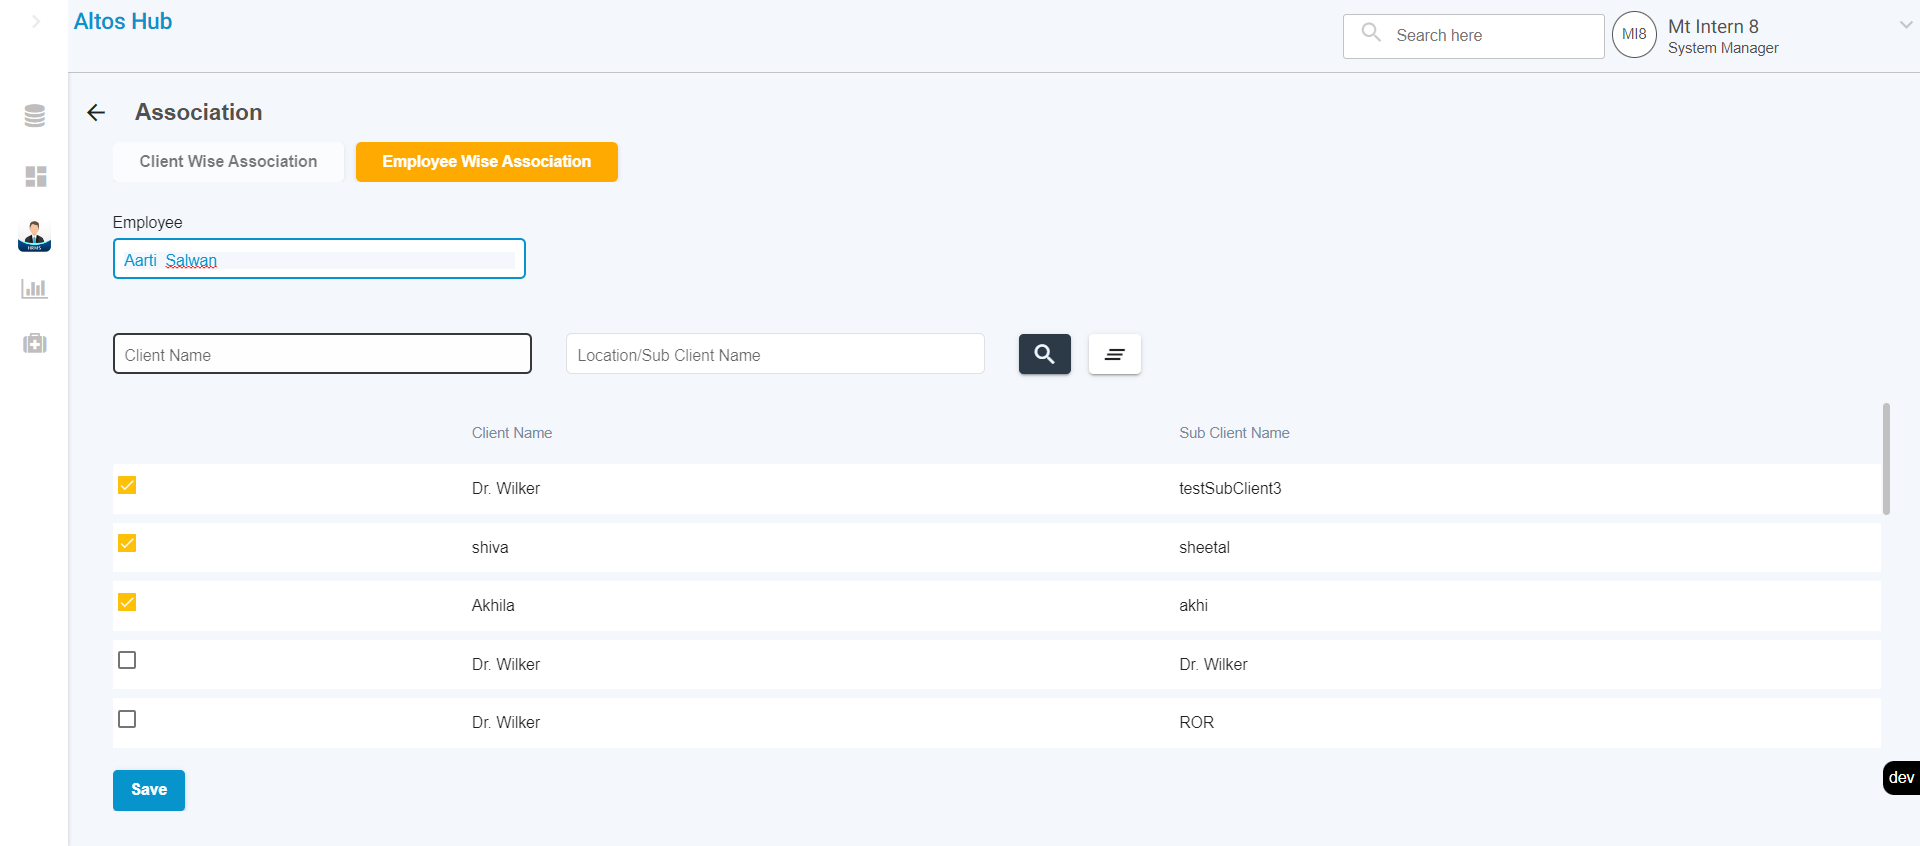 Altos Hub
Search here
MI8
Mt Intern 8
System Manager
Association
Client Wise Association
Employee Wise Association
HRMS
Employee
Aarti  Salwan
Client Name
Location/Sub Client Name
Client Name
Sub Client Name
Dr. Wilker
testSubClient3
shiva
sheetal
Akhila
akhi
Dr. Wilker
Dr. Wilker
Dr. Wilker
ROR
dev
Save